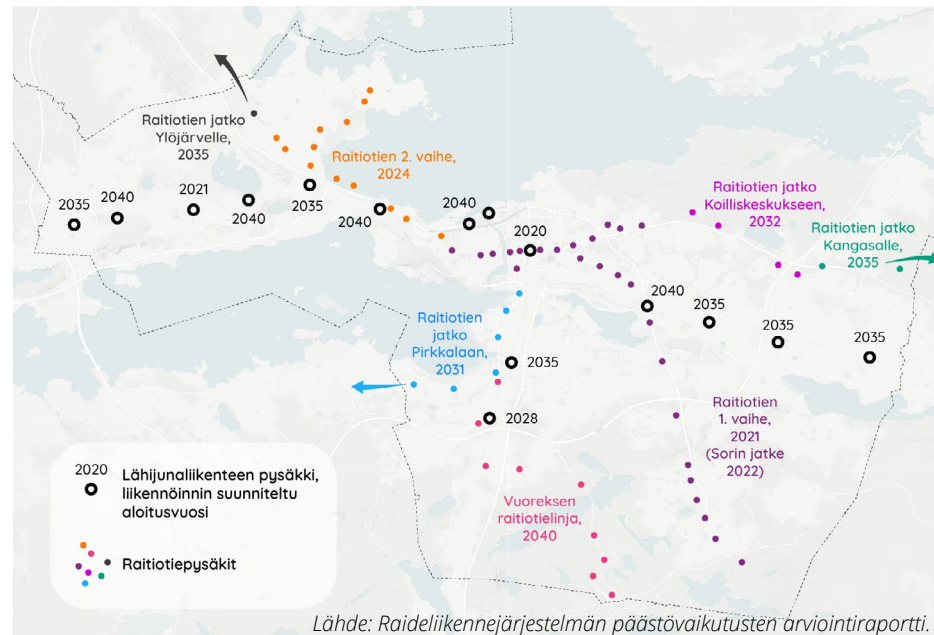 Raitiotien jatko
Ylöjärvelle,
2035
Raitiotien 2. vaihe,
2024
2035
2040
2021
2040
2035
2040
2040
2020
Raitiotien jatko
Koilliskeskukseen,
2032
Raitiotien jatko
Kangasalle,
2035
2040
2035
2035
2035
Raitiotien
jatko
Pirkkalaan,
2031
2035
2028
Raitiotien
1. vaihe,
2021
(Sorin jatke
2022)
Vuoreksen
raitiotielinja,
2040
2020
Lähijunaliikenteen pysäkki,
liikennöinnin suunniteltu
aloitusvuosi
Raitiotiepysäkit
Lähde: Raideliikennejärjestelmän päästövaikutusten arviointiraportti.